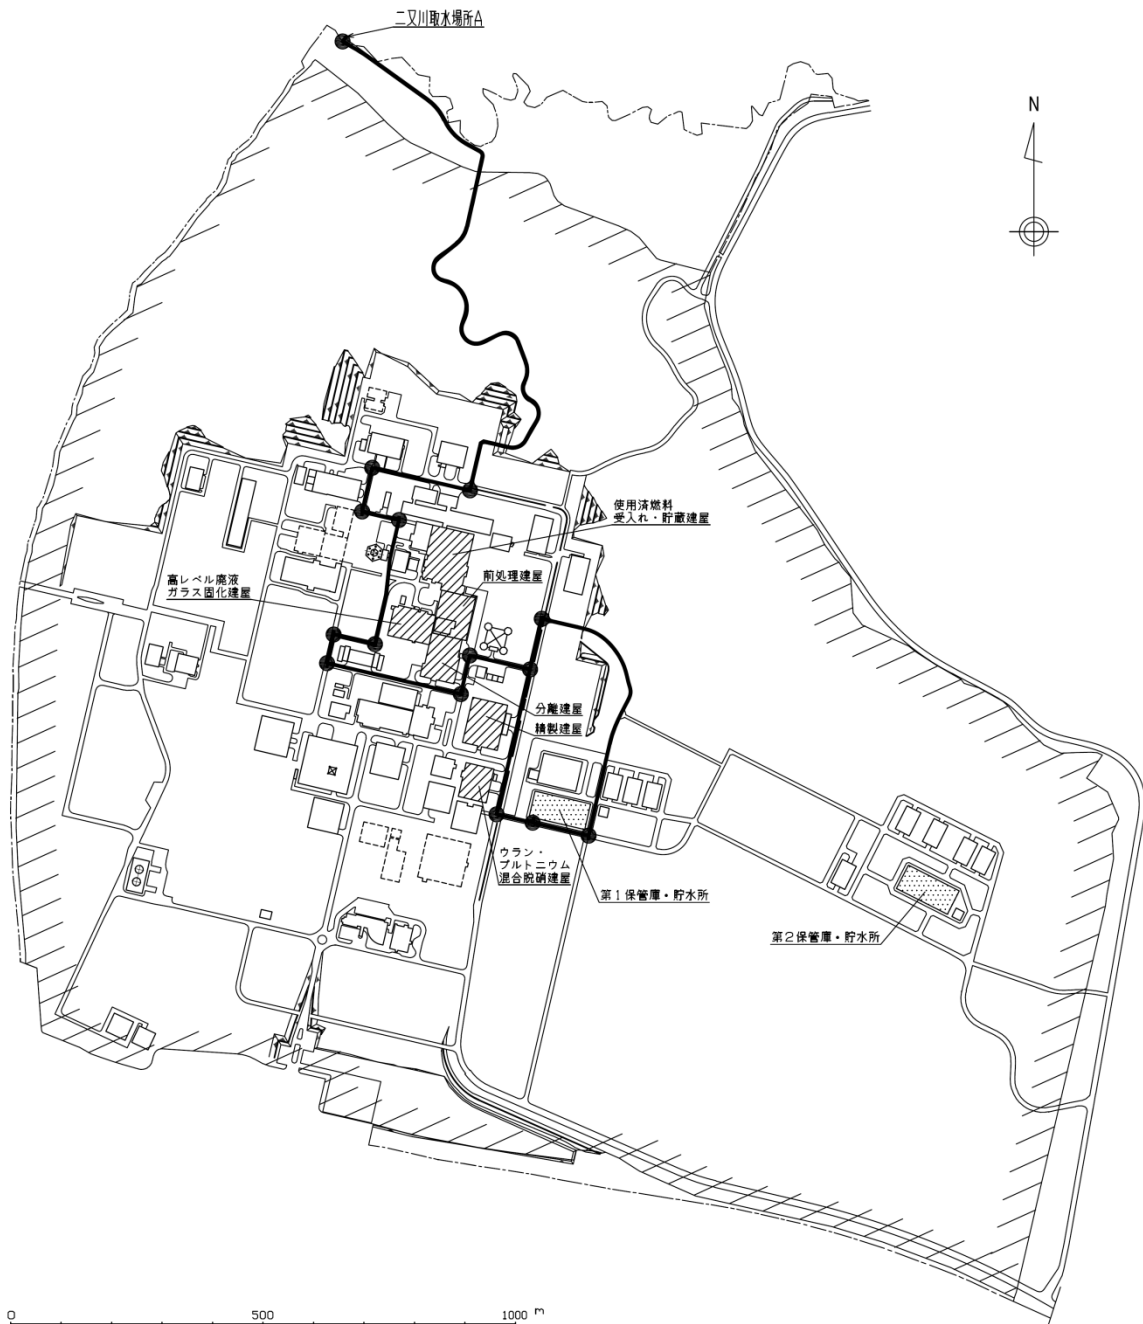 二又川取水場所A
N
使用済燃料
受入れ・貯蔵建屋
前処理建屋
高レベル廃液
ガラス固化建屋
分離建屋
精製建屋
ウラン・
プルトニウム
混合脱硝建屋
第1保管庫・貯水所
第2保管庫・貯水所
0 500 1000 m